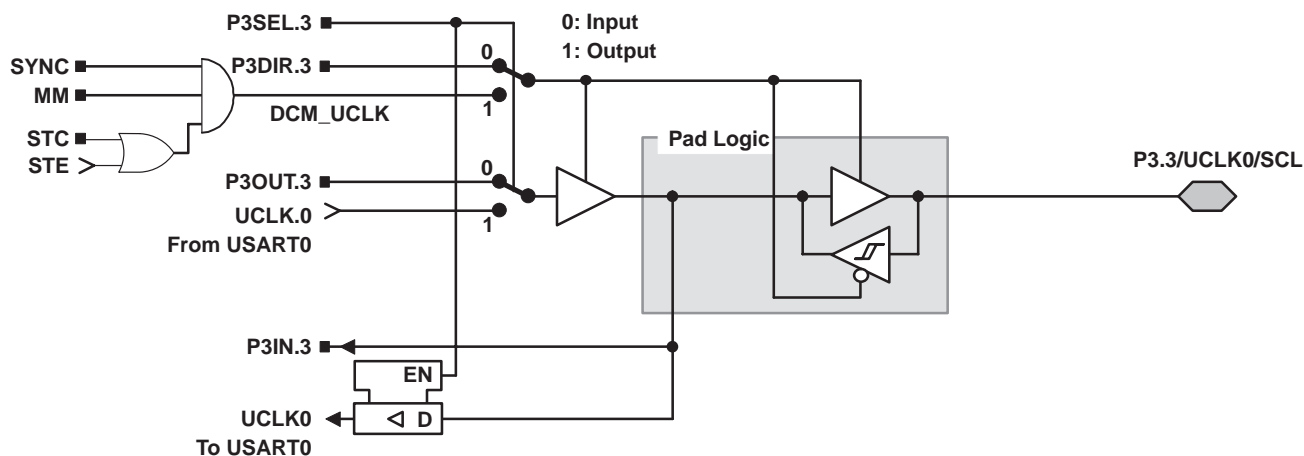 P3SEL.3
0: Input
1: Output
SYNC
P3DIR.3
0
MM
1
DCM_UCLK
STC
STE
Pad Logic
P3.3/UCLK0/SCL
P3OUT.3
0
UCLK.0
1
From USART0
P3IN.3
EN
UCLK0
D
To USART0